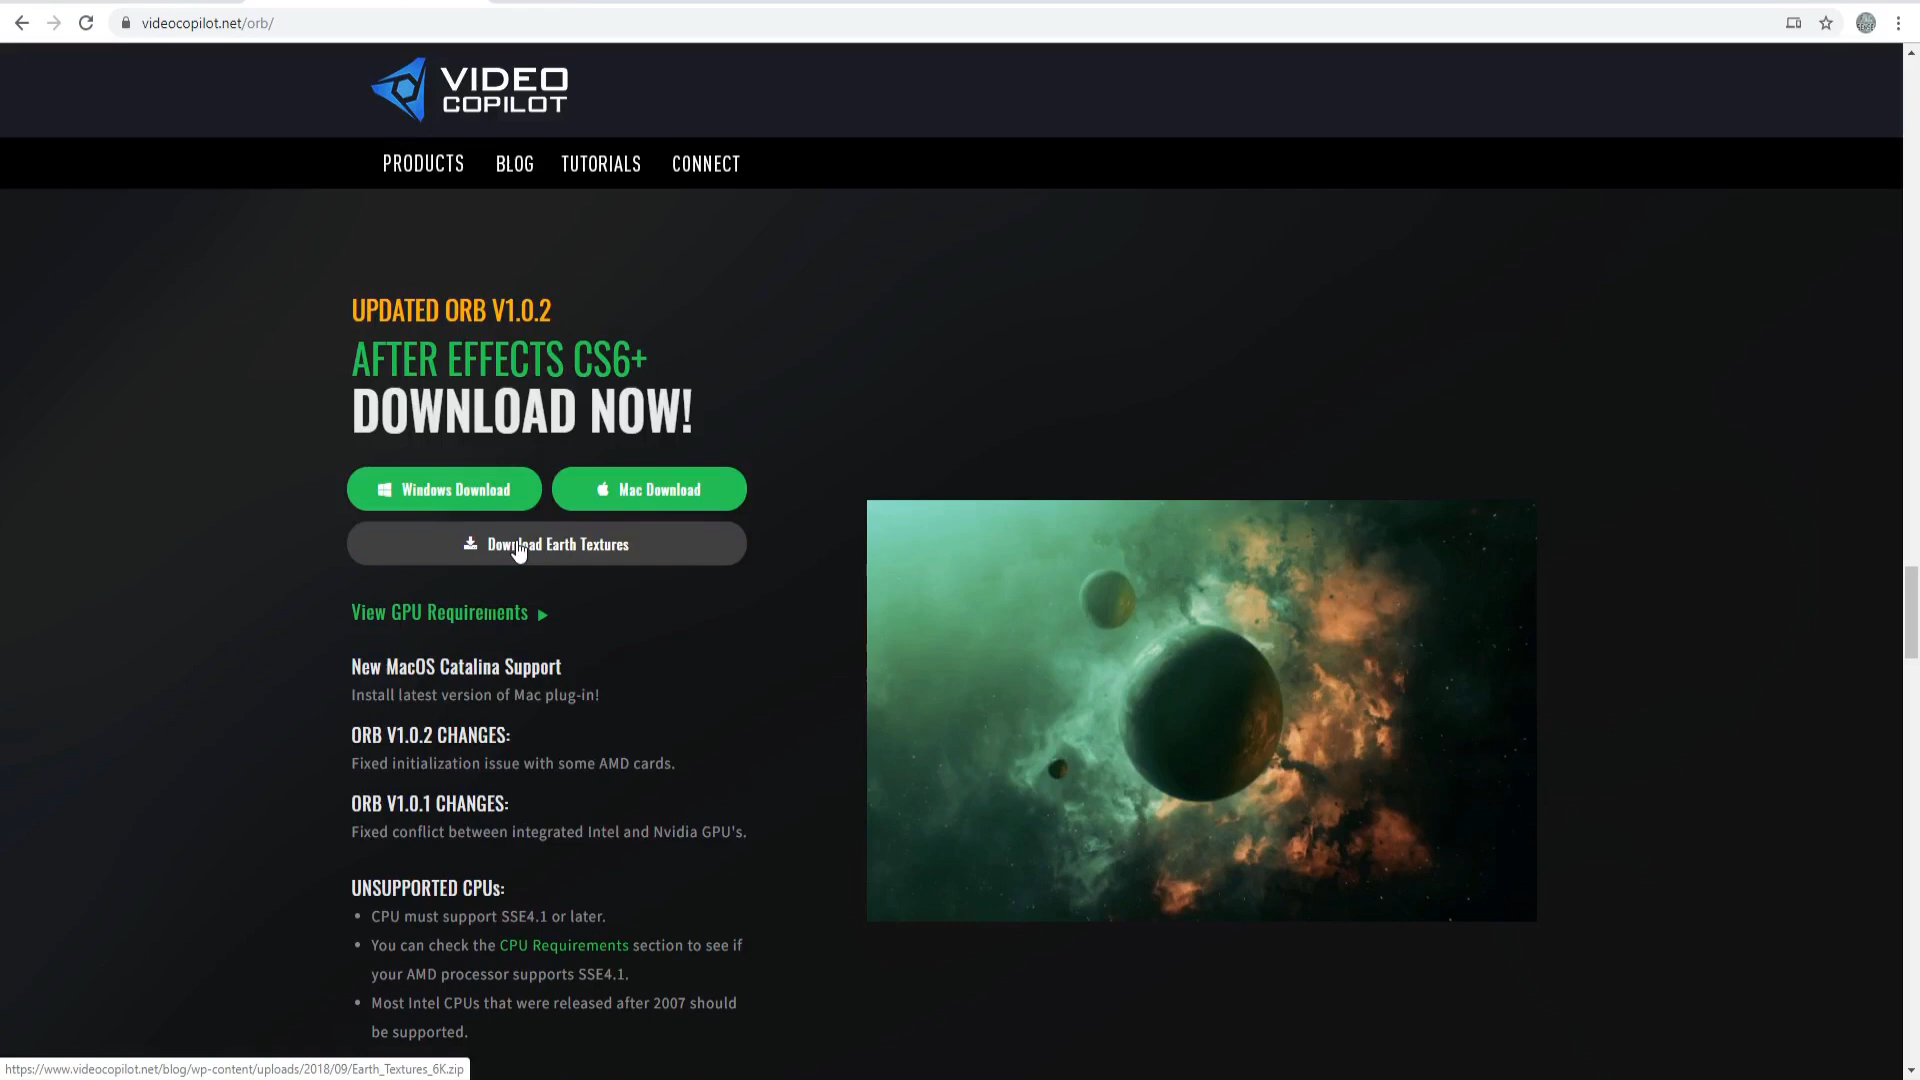 videocopilot.net/orb/
VIDEO
COPILOT
PRODUCTS BLOG TUTORIALS CONNECT
UPDATED ORB V1.0.2
AFTER EFFECTS CS6+
DOWNLOAD NOW!
Windows Download
Mac Download
Download Earth Textures
View GPU Requirements
New MacOS Catalina Support
Install latest version of Mac plug-in!
ORB V1.0.2 CHANGES:
Fixed initialization issue with some AMD cards.
ORB V1.0.1 CHANGES:
Fixed conflict between integrated Intel and Nvidia GPU's.
UNSUPPORTED CPUs:
• CPU must support SSE4.1 or later.
• You can check the CPU Requirements section to see if
your AMD processor supports SSE4.1.
• Most Intel CPUs that were released after 2007 should
be supported.
https://www.videocopilot.net/blog/wp-content/uploads/2018/09/Earth_Textures_6K.zip